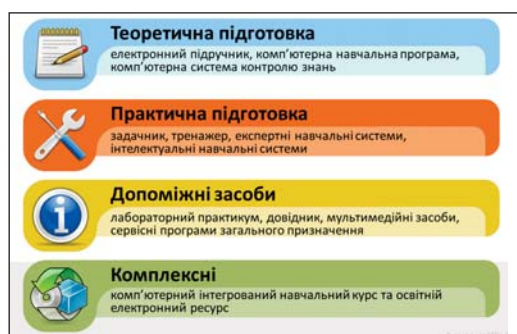 Теоретична підготовка
електронний підручник, комп’ютерна навчальна програма,
комп’ютерна система контролю знань
Практична підготовка
задачник, тренажер, експертні навчальні системи,
інтелектуальні навчальні системи
Допоміжні засоби
лабораторний практикум, довідник, мультимедійні засоби,
сервісні програми загального призначення
Комплексні
комп’ютерний інтегрований навчальний курс та освітній
електронний ресурс